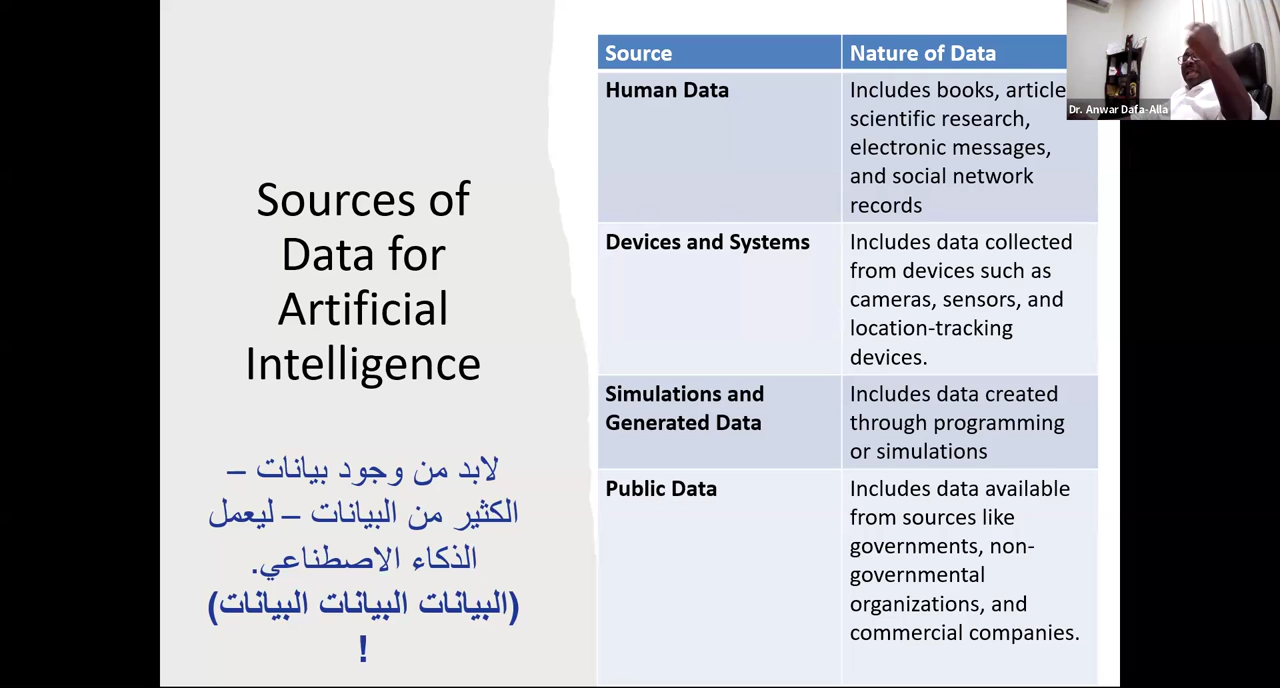 Sources of
Data for
Artificial
Intelligence
لابد من وجود بيانات –
الكثير من البيانات – ليعمل
الذكاء الاصطناعي.
(البيانات البيانات البيانات)
!
Source
Nature of Data
Human Data
Includes books, article
scientific research,
electronic messages,
and social network
records
Devices and Systems
Includes data collected
from devices such as
cameras, sensors, and
location-tracking
devices.
Simulations and
Generated Data
Includes data created
through programming
or simulations
Public Data
Includes data available
from sources like
governments, non-
governmental
organizations, and
commercial companies.
Dr. Anwar Dafa-Alla